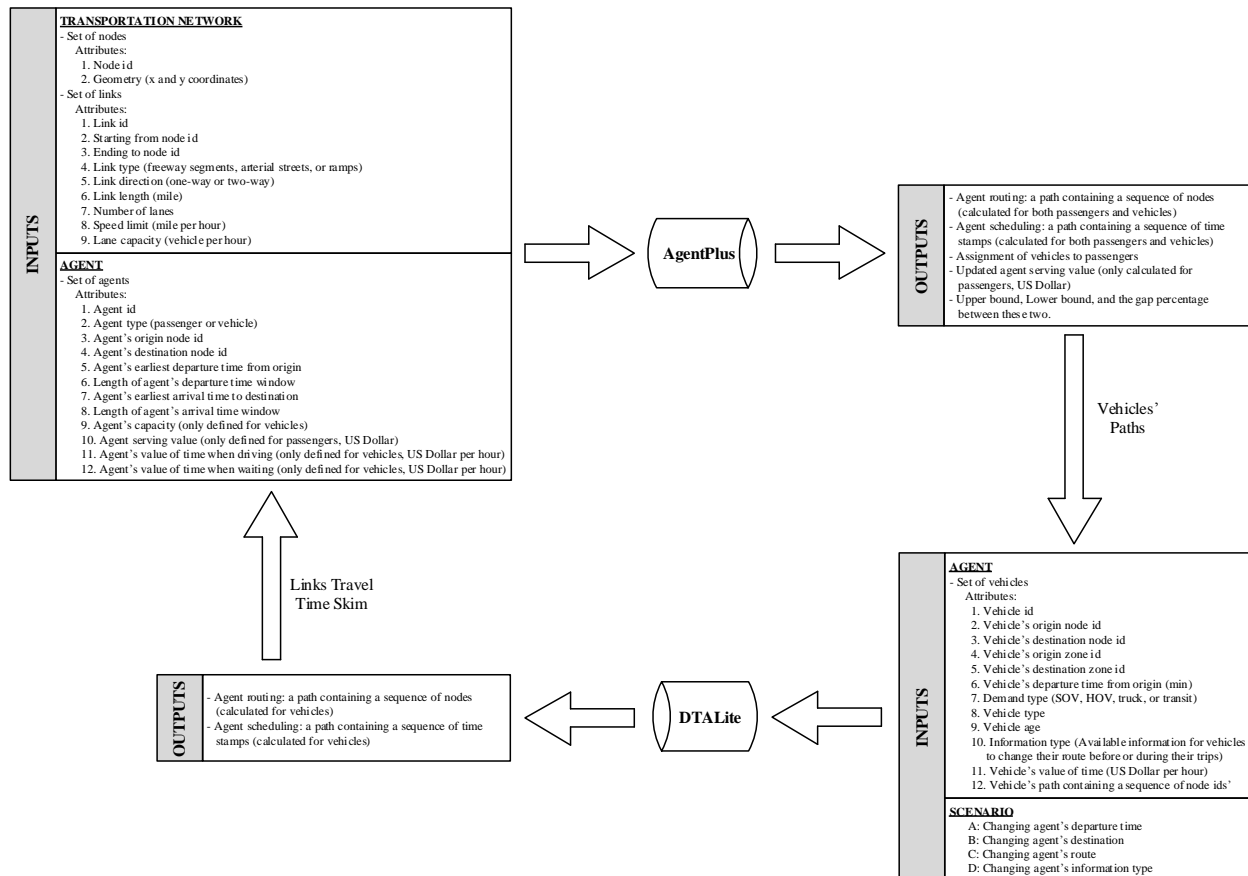 INPUTS
TRANSPORTATION NETWORK
- Set of nodes
Attributes:
1. Node id
2. Geometry (x and y coordinates)
- Set of links
Attributes:
1. Link id
2. Starting from node id
3. Ending to node id
4. Link type (freeway segments, arterial streets, or ramps)
5. Link direction (one-way or two-way)
6. Link length (mile)
7. Number of lanes
8. Speed limit (mile per hour)
9. Lane capacity (vehicle per hour)
AGENT
- Set of agents
Attributes:
1. Agent id
2. Agent type (passenger or vehicle)
3. Agent's origin node id
4. Agent's destination node id
5. Agent's earliest departure time from origin
6. Length of agent's departure time window
7. Agent's earliest arrival time to destination
8. Length of agent's arrival time window
9. Agent's capacity (only defined for vehicles)
10. Agent serving value (only defined for passengers, US Dollar)
11. Agent's value of time when driving (only defined for vehicles, US Dollar per hour)
12. Agent's value of time when waiting (only defined for vehicles, US Dollar per hour)
AgentPlus
OUTPUTS
- Agent routing: a path containing a sequence of nodes
(calculated for both passengers and vehicles)
- Agent scheduling: a path containing a sequence of time
stamps (calculated for both passengers and vehicles)
- Assignment of vehicles to passengers
- Updated agent serving value (only calculated for
passengers, US Dollar)
- Upper bound, Lower bound, and the gap percentage
between these two.
Vehicles'
Paths
INPUTS
AGENT
- Set of vehicles
Attributes:
1. Vehicle id
2. Vehicle's origin node id
3. Vehicle's destination node id
4. Vehicle's origin zone id
5. Vehicle's destination zone id
6. Vehicle's departure time from origin (min)
7. Demand type (SOV, HOV, truck, or transit)
8. Vehicle type
9. Vehicle age
10. Information type (Available information for vehicles
to change their route before or during their trips)
11. Vehicle's value of time (US Dollar per hour)
12. Vehicle's path containing a sequence of node ids'
SCENARIO
A: Changing agent's departure time
B: Changing agent's destination
C: Changing agent's route
D: Changing agent's information type
DTALite
OUTPUTS
- Agent routing: a path containing a sequence of nodes
(calculated for vehicles)
- Agent scheduling: a path containing a sequence of time
stamps (calculated for vehicles)
Links Travel
Time Skim